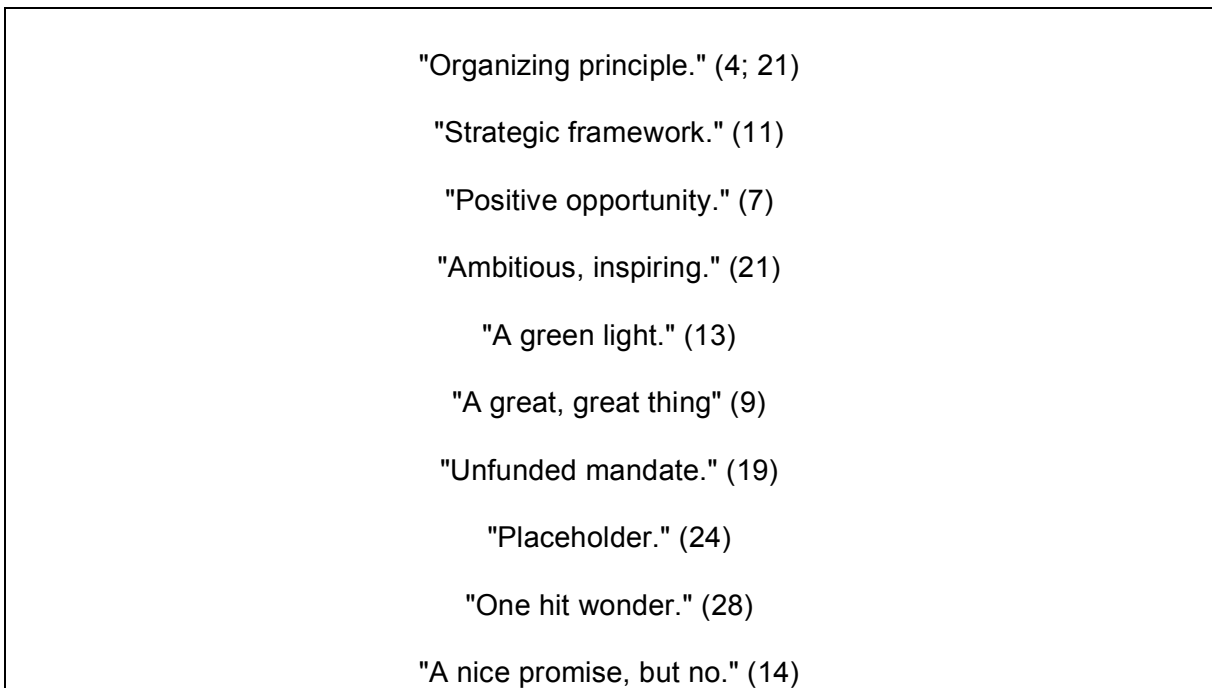 "Organizing principle." (4; 21)
"Strategic framework." (11)
"Positive opportunity." (7)
"Ambitious, inspiring." (21)
"A green light." (13)
"A great, great thing" (9)
"Unfunded mandate." (19)
"Placeholder." (24)
"One hit wonder." (28)
"A nice promise, but no." (14)